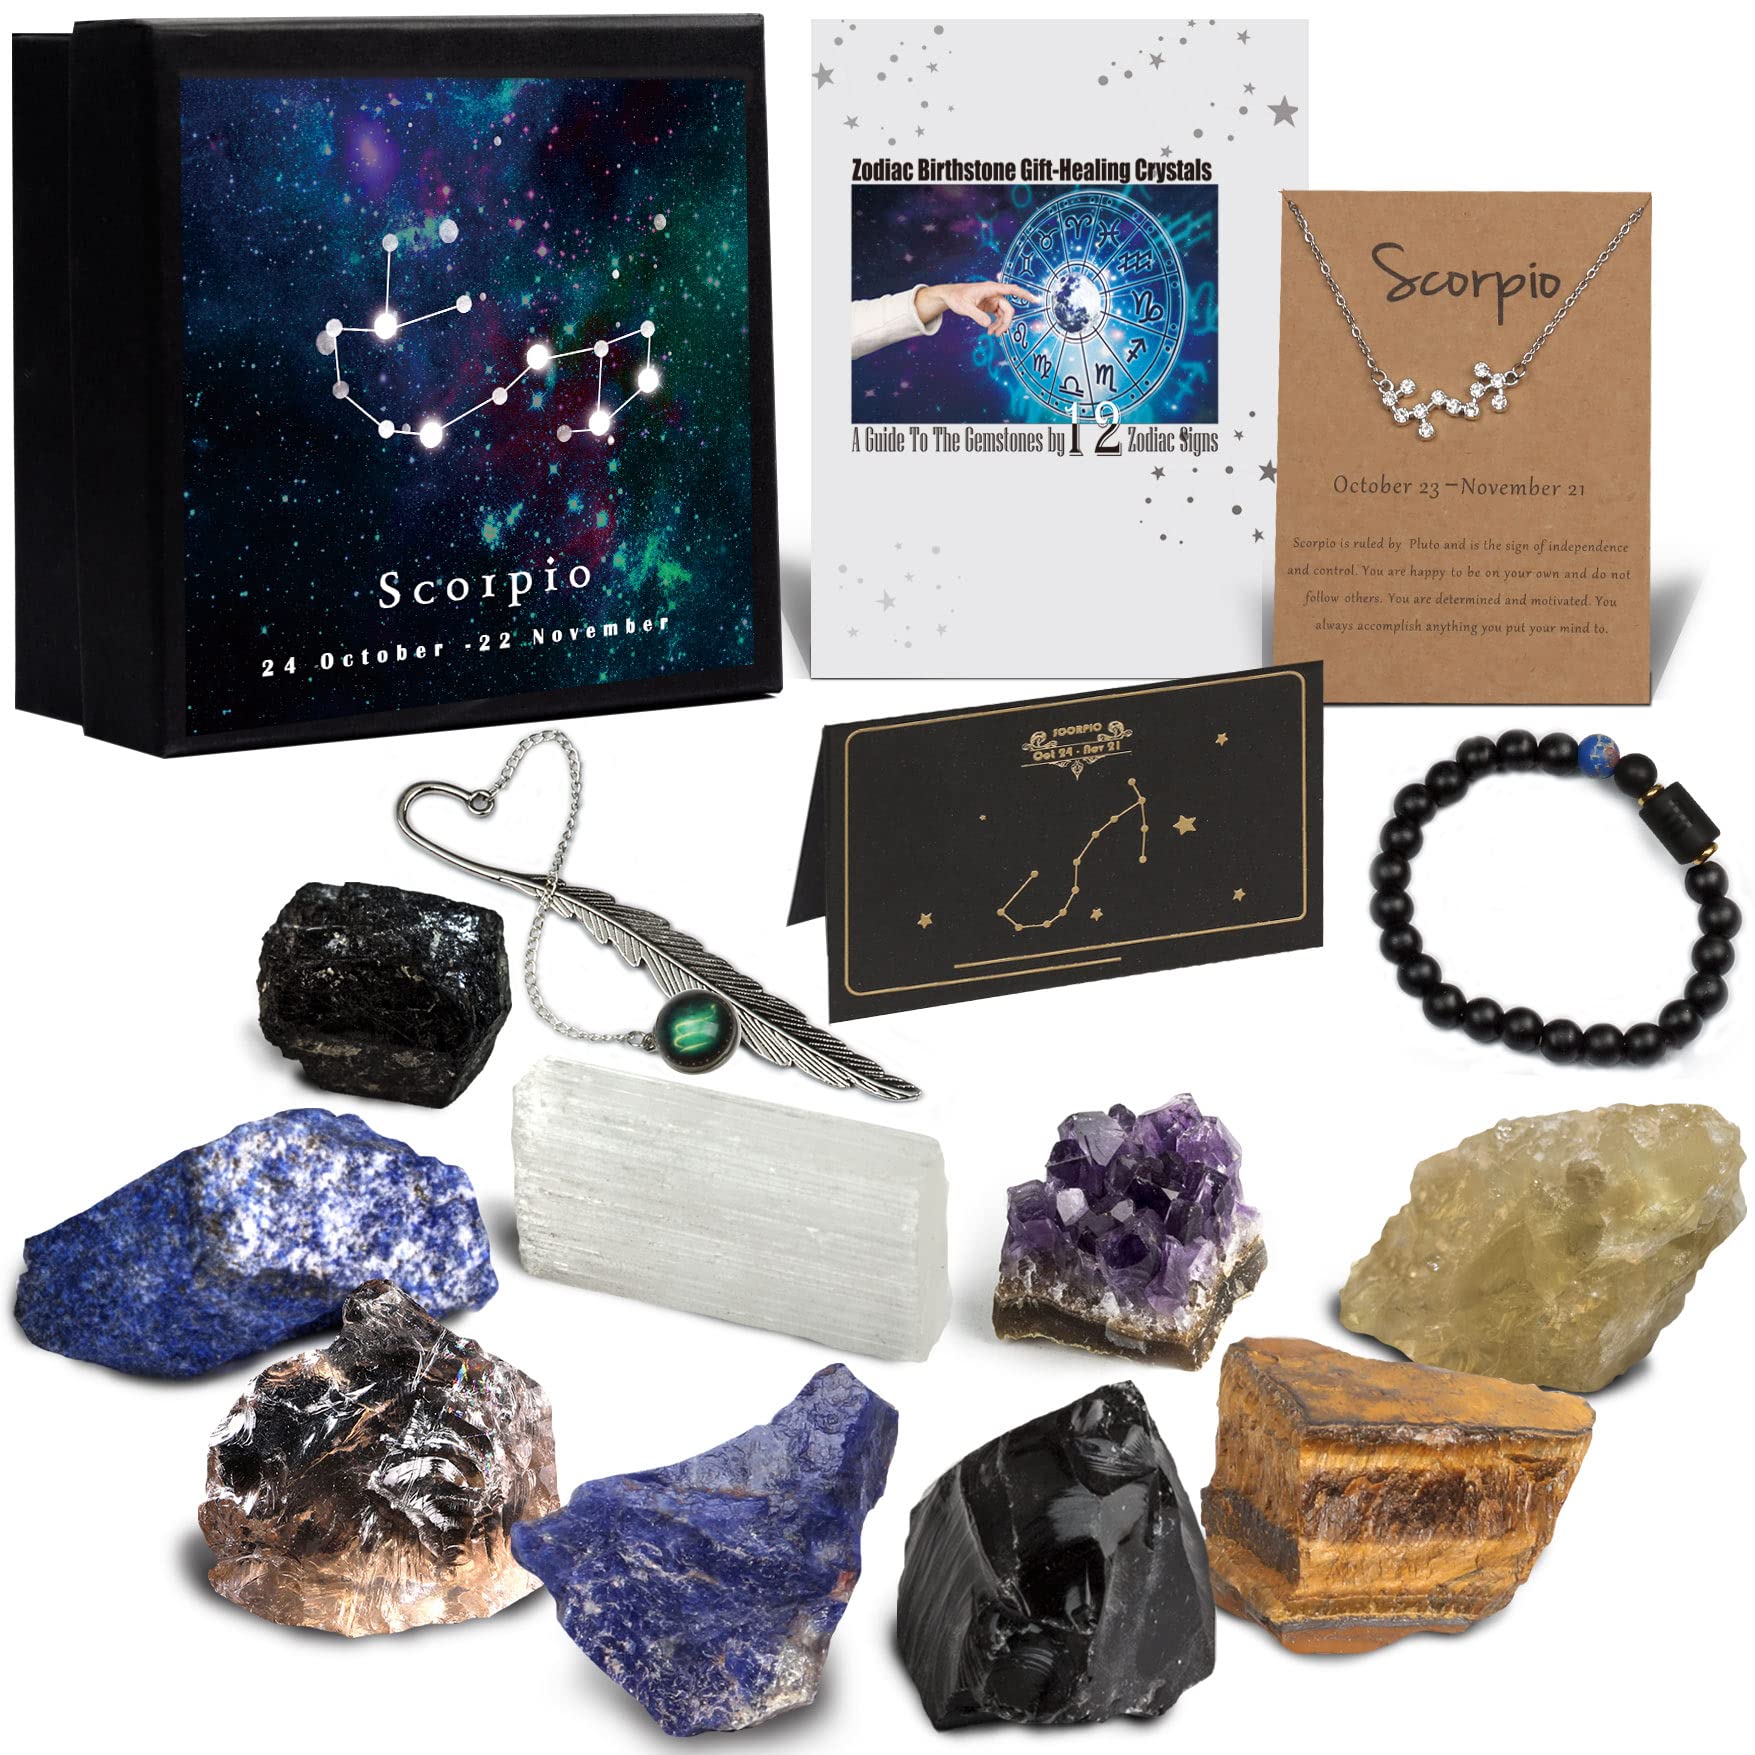 Scorpio
24 October -22 November
Zodiac Birthstone Gift-Healing Crystals
A Guide To The Gemstones by 12 Zodiac Signs
Scorpio
October 23—November 21
Scorpio is ruled by Pluto and is the sign of independence
and control. You are happy to be on your own and do not
follow others. You are determined and motivated. You
always accomplish anything you put your mind to.
SCORPIO
Oct 24 - Nov 21